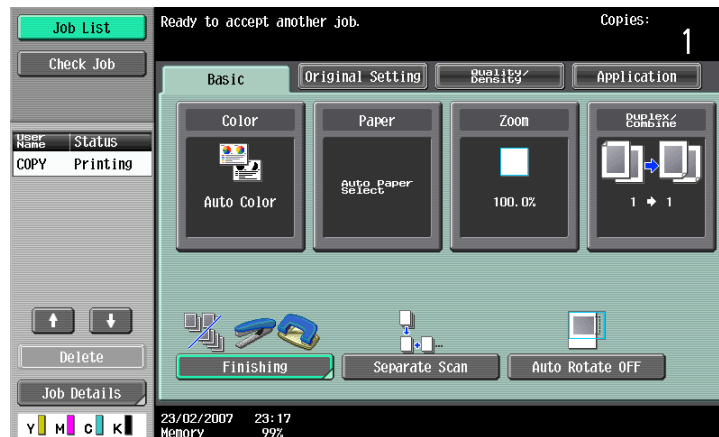 Job List
Ready to accept another job.
Copies:
1
Check Job
Basic
Original Setting
Quality/
Density
Application
User
Name
Status
COPY
Printing
Color
Paper
Zoom
Duplex/
Combine
Auto Color
Auto Paper
Select
100.0%
1 → 1
Delete
Finishing
Separate Scan
Auto Rotate OFF
Job Details
Y M C K
23/02/2007 23:17
Memory 99%